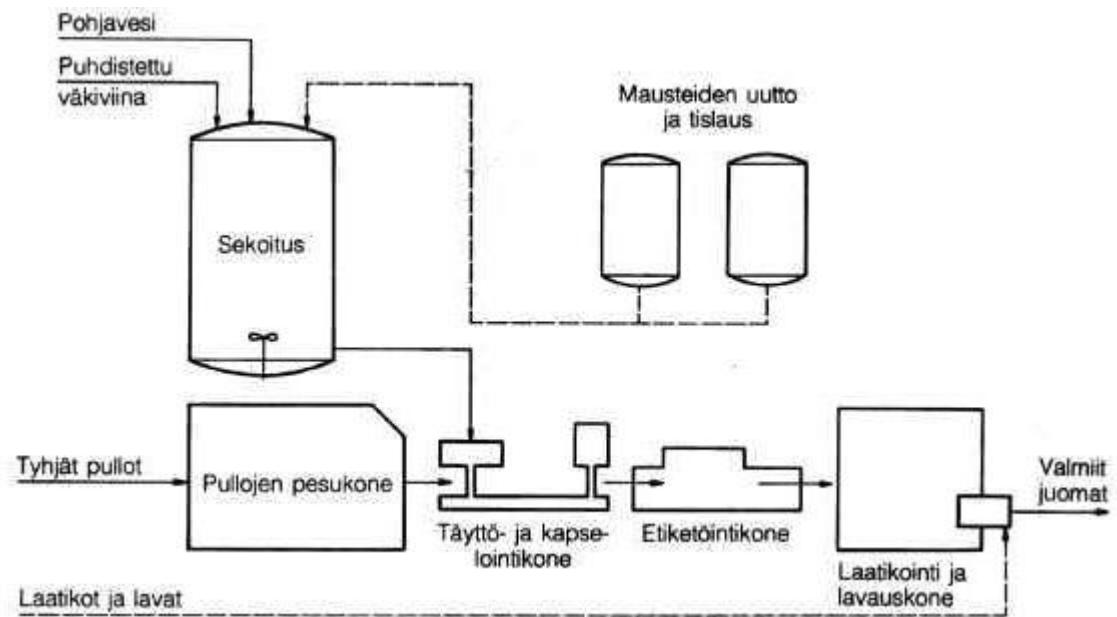 Pohjavesi
Puhdistettu
väkiviina
Mausteiden uutto
ja tislaus
Sekoitus
Tyhjät pullot
Pullojen pesukone
Täyttö- ja kapse-
lointikone
Etiketöintikone
Laatikointi ja
lavauskone
Valmiit
juomat
Laatikot ja lavat